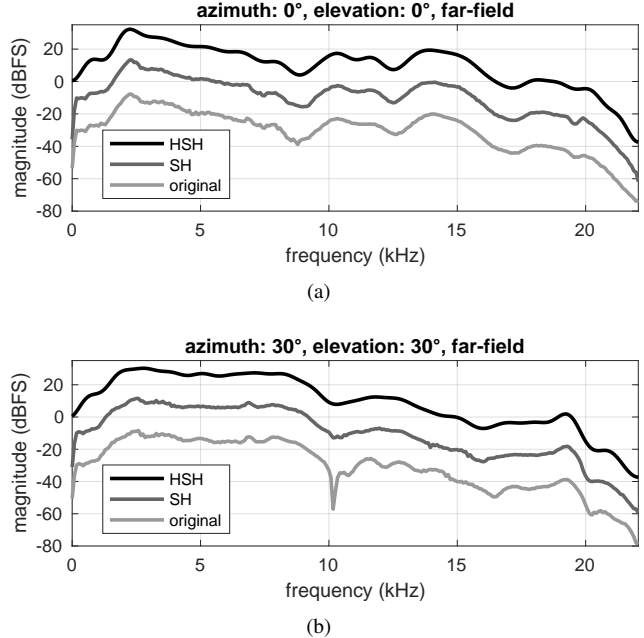 azimuth: 0°, elevation: 0°, far-field
magnitude (dBFS)
20
0
-20
-40
-60
-80
HSH
SH
original
0
5
10
15
20
frequency (kHz)
(a)
azimuth: 30°, elevation: 30°, far-field
magnitude (dBFS)
20
0
-20
-40
-60
-80
HSH
SH
original
0
5
10
15
20
frequency (kHz)
(b)